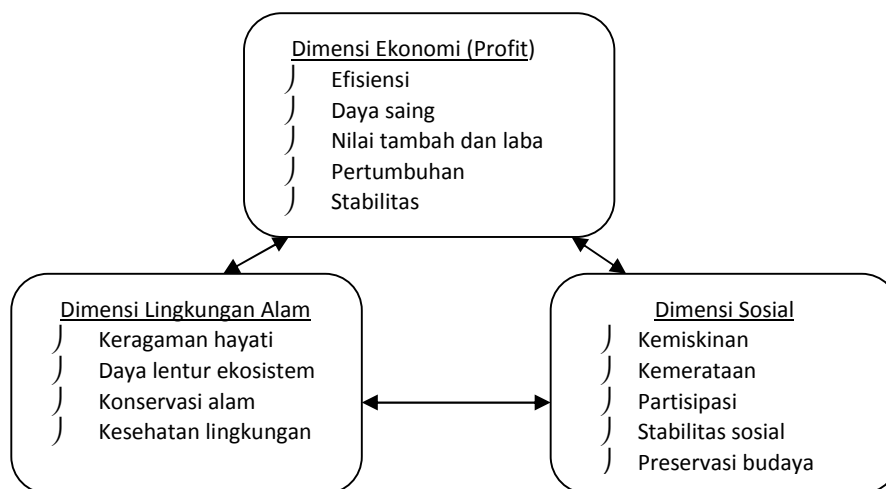 Dimensi Ekonomi (Profit)
Efisiensi
Daya saing
Nilai tambah dan laba
Pertumbuhan
Stabilitas
Dimensi Lingkungan Alam
Keragaman hayati
Daya lentur ekosistem
Konservasi alam
Kesehatan lingkungan
Dimensi Sosial
Kemiskinan
Kemerataan
Partisipasi
Stabilitas sosial
Preservasi budaya